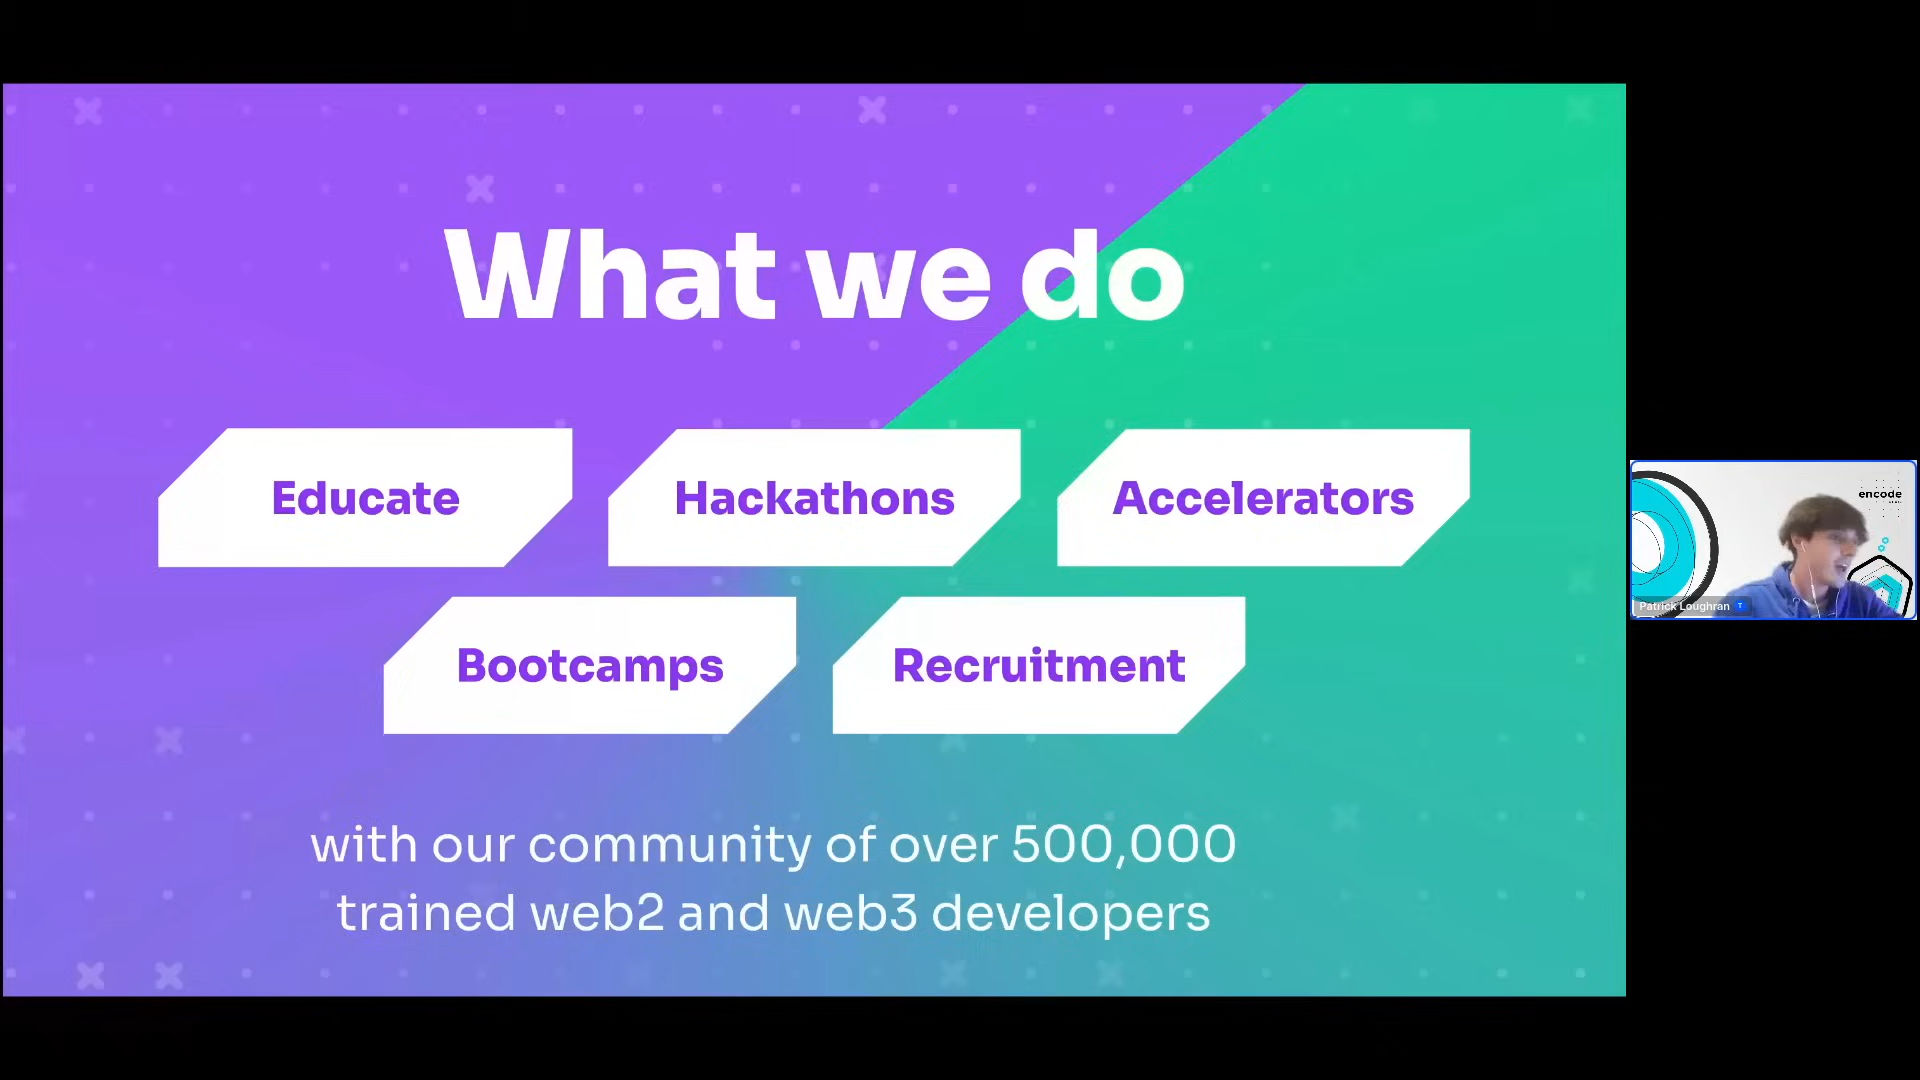 What we do
Educate
Hackathons
Accelerators
Bootcamps
Recruitment
with our community of over 500,000
trained web2 and web3 developers
encode
Patrick Loughran